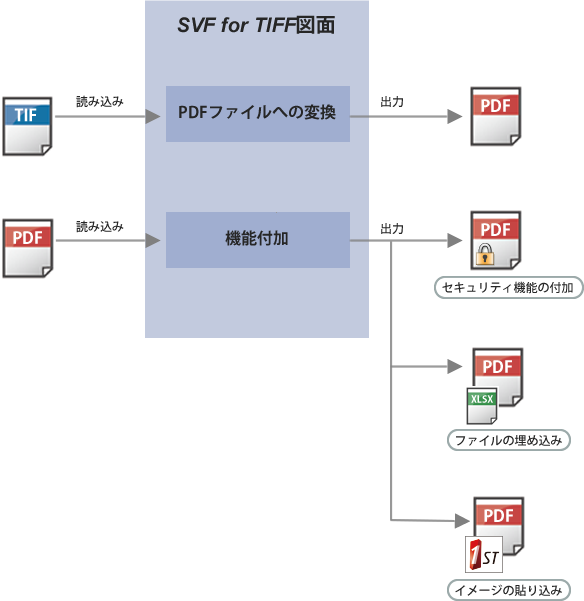 SVF for TIFF図面
TIF
読み込み
PDFファイルへの変換
出力
PDF
PDF
読み込み
機能付加
出力
PDF
セキュリティ機能の付加
PDF
XLSX
ファイルの埋め込み
PDF
1ST
イメージの貼り込み